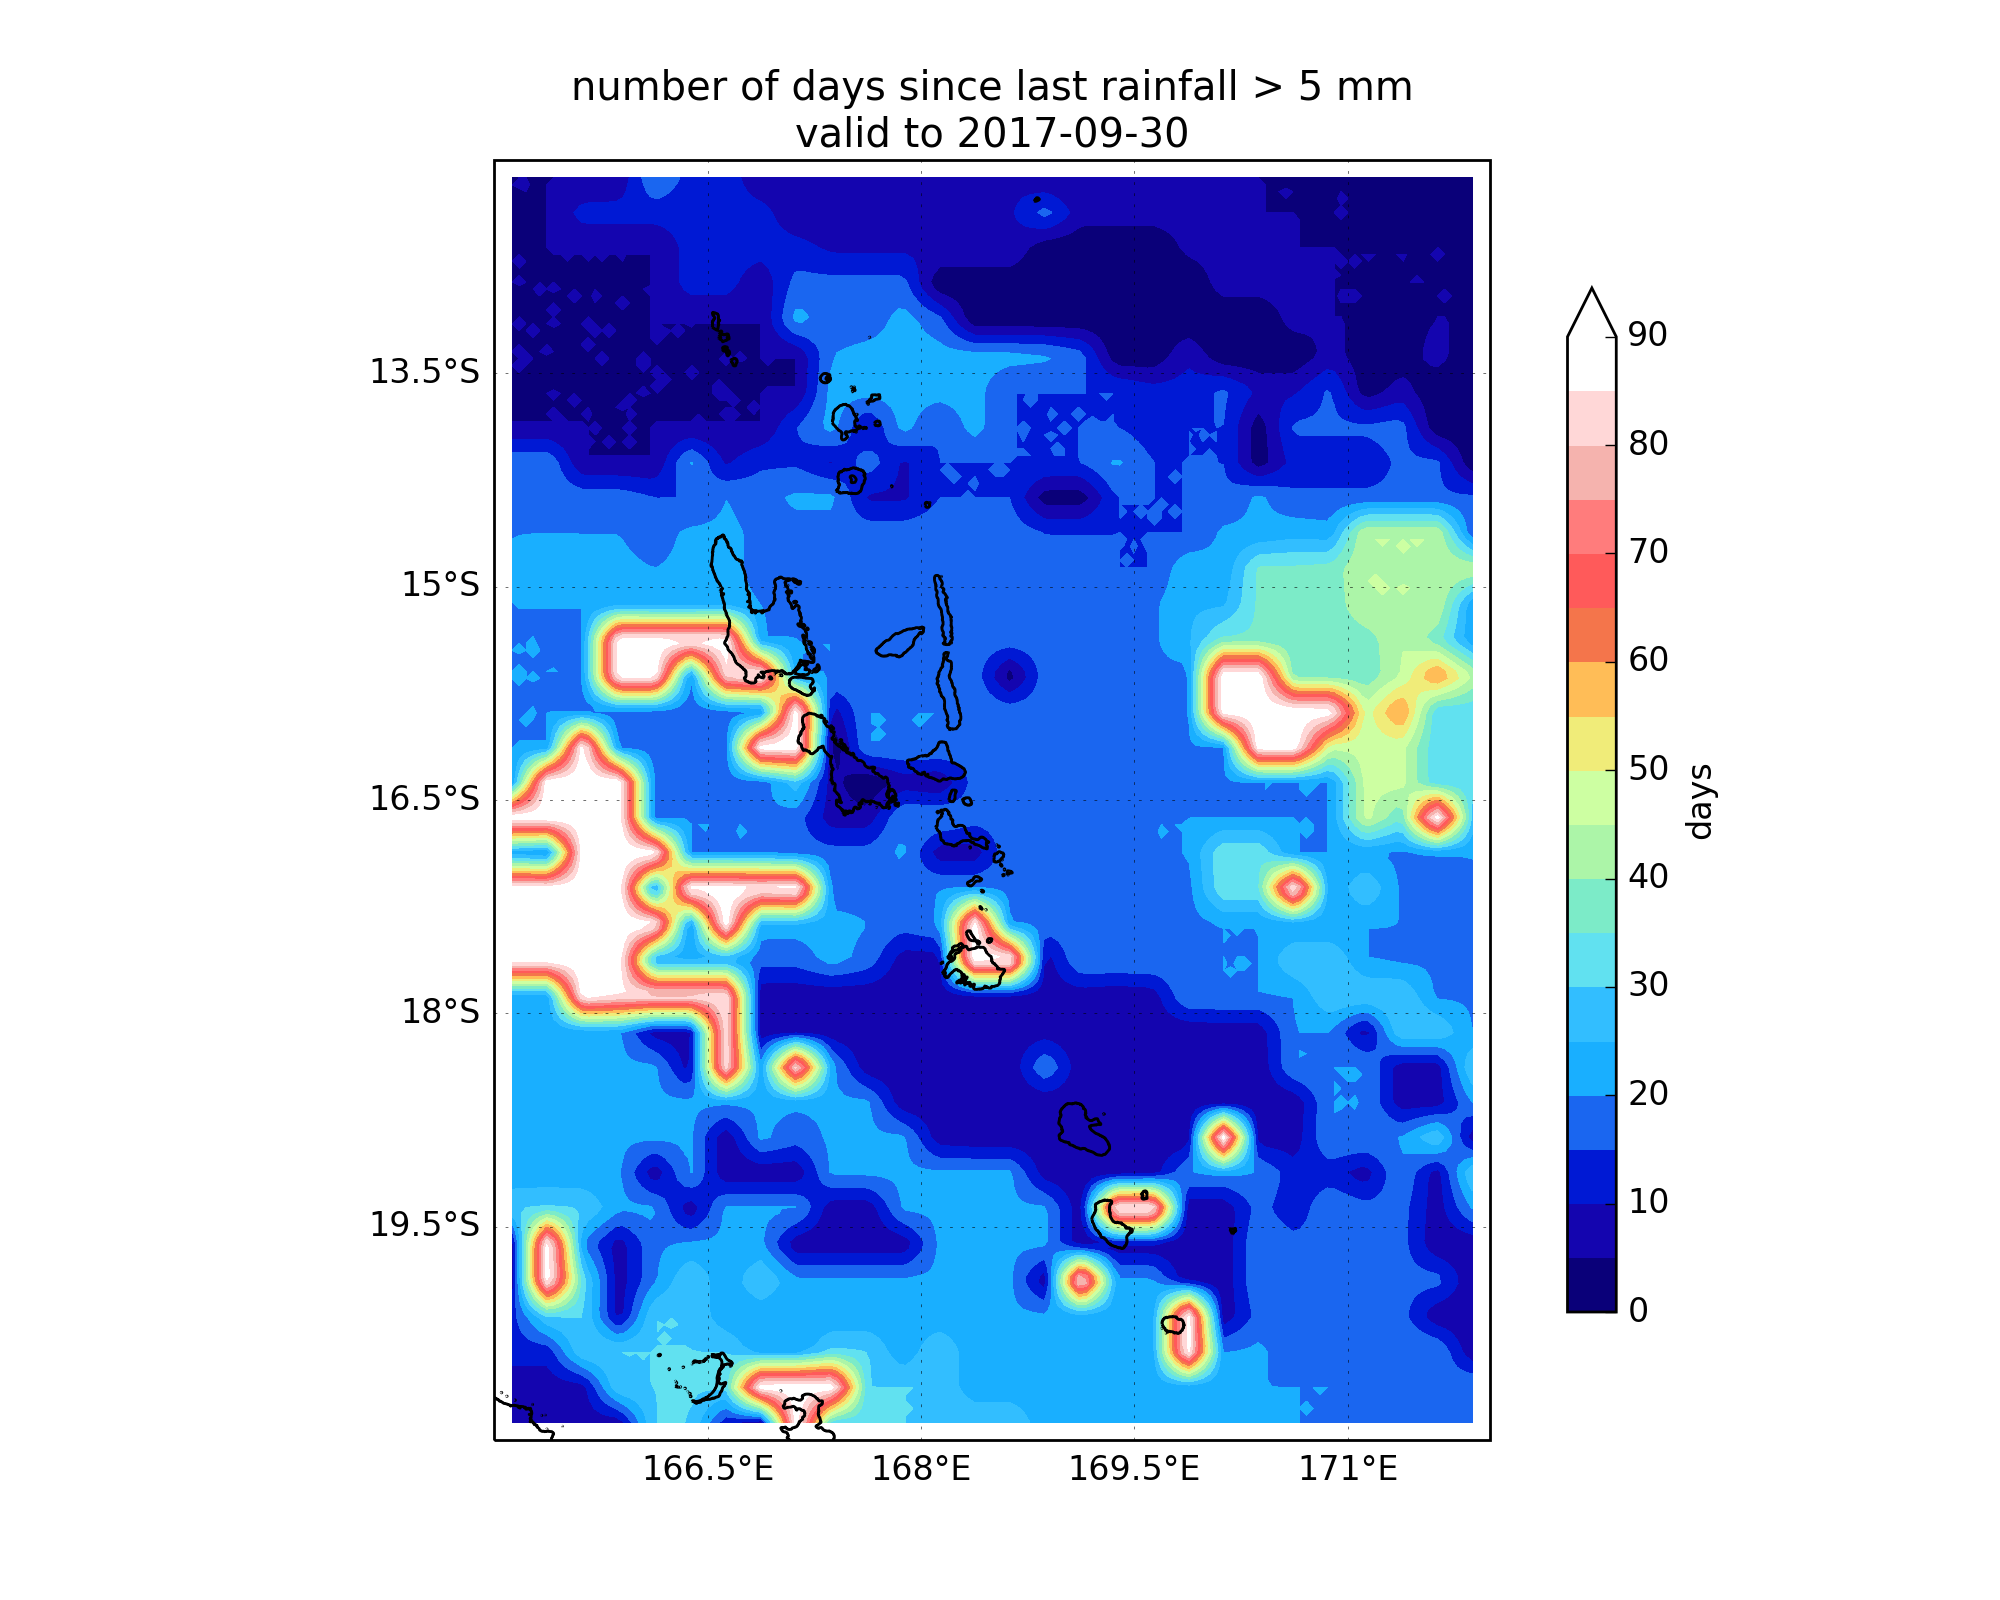 number of days since last rainfall > 5 mm
valid to 2017-09-30
13.5°S
15°S
16.5°S
18°S
19.5°S
166.5°E
168°E
169.5°E
171°E
90
80
70
60
50
40
30
20
10
0
days